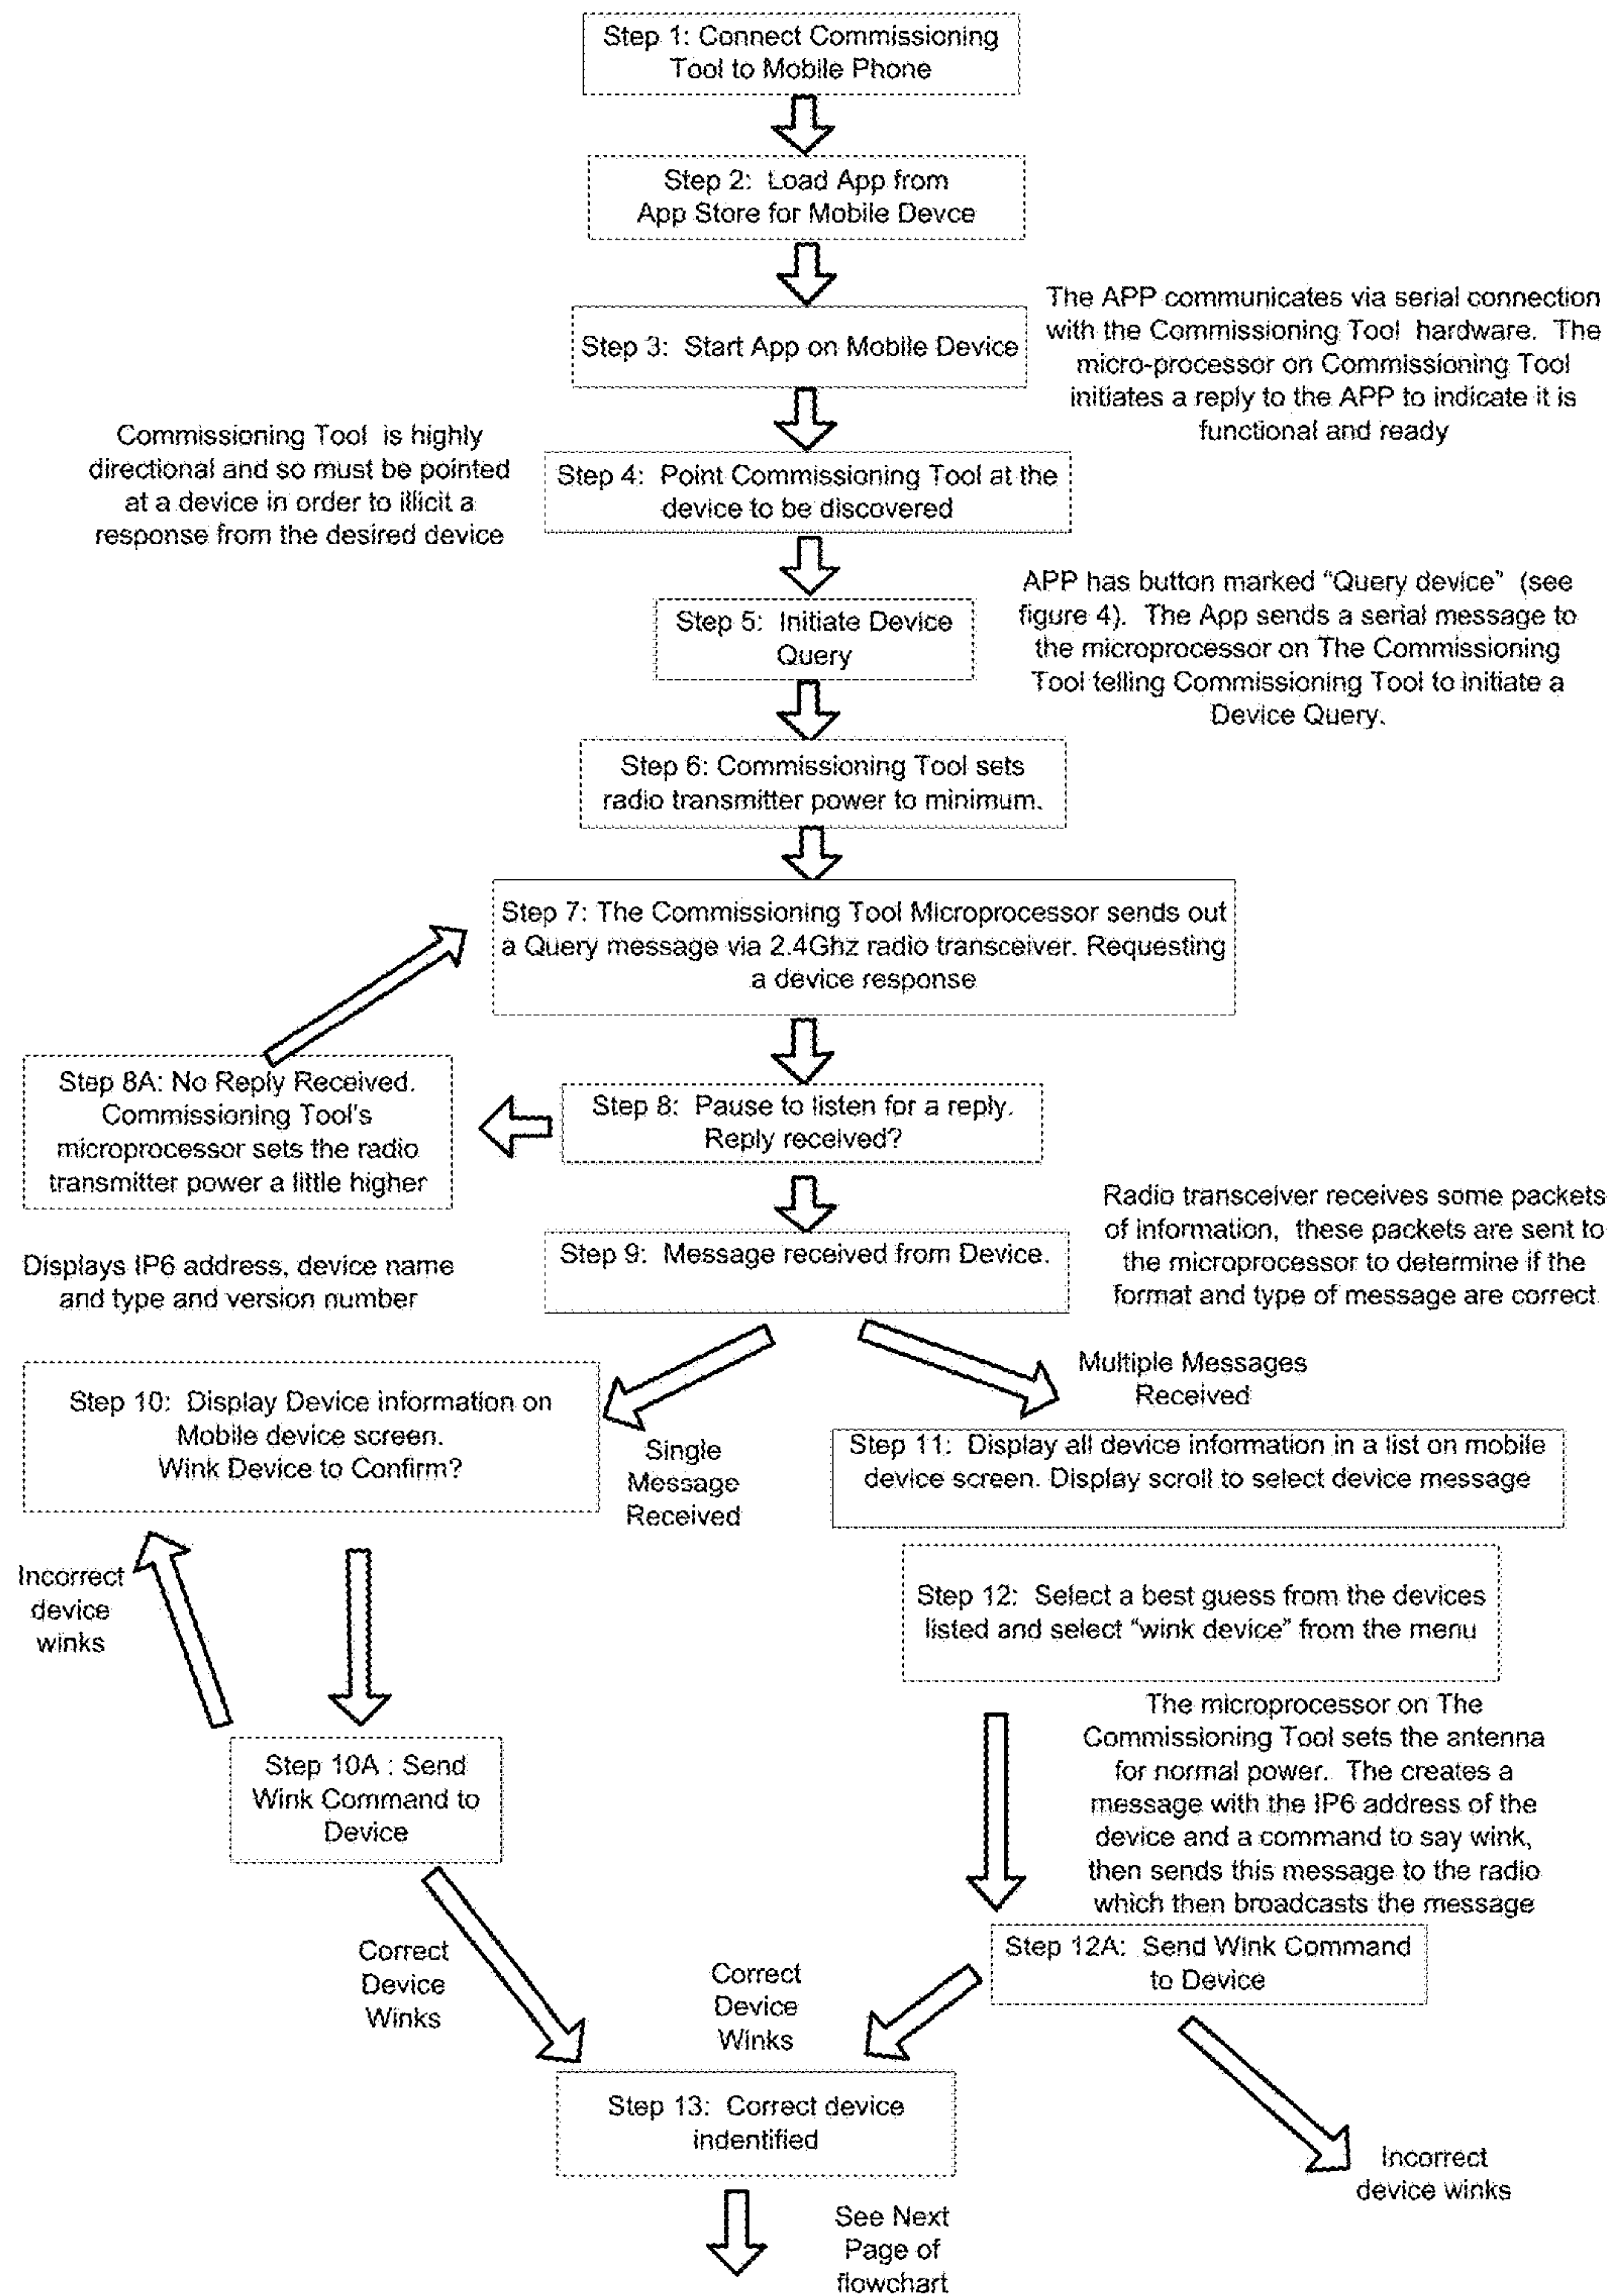 Step 1: Connect Commissioning
Tool to Mobile Phone
Step 2: Load App from
App Store for Mobile Devce
Step 3: Start App on Mobile Device
The APP communicates via serial connection
with the Commissioning Tool hardware. The
micro-processor on Commissioning Tool
initiates a reply to the APP to indicate it is
functional and ready
Commissioning Tool is highly
directional and so must be pointed
at a device in order to illicit a
response from the desired device
Step 4: Point Commissioning Tool at the
device to be discovered
Step 5: Initiate Device
Query
APP has button marked “Query device” (see
figure 4). The App sends a serial message to
the microprocessor on The Commissioning
Tool telling Commissioning Tool to initiate a
Device Query.
Step 6: Commissioning Tool sets
radio transmitter power to minimum.
Step 7: The Commissioning Tool Microprocessor sends out
a Query message via 2.4Ghz radio transceiver. Requesting
a device response
Step 8A: No Reply Received.
Commissioning Tool's
microprocessor sets the radio
transmitter power a little higher
Step 8: Pause to listen for a reply.
Reply received?
Radio transceiver receives some packets
of information, these packets are sent to
the microprocessor to determine if the
format and type of message are correct
Step 9: Message received from Device.
Displays IP6 address, device name
and type and version number
Multiple Messages
Received
Step 10: Display Device information on
Mobile device screen.
Wink Device to Confirm?
Single
Message
Received
Step 11: Display all device information in a list on mobile
device screen. Display scroll to select device message
Incorrect
device
winks
Step 12: Select a best guess from the devices
listed and select “wink device” from the menu
The microprocessor on The
Commissioning Tool sets the antenna
for normal power. The creates a
message with the IP6 address of the
device and a command to say wink,
then sends this message to the radio
which then broadcasts the message
Step 10A : Send
Wink Command to
Device
Step 12A: Send Wink Command
to Device
Correct
Device
Winks
Correct
Device
Winks
Step 13: Correct device
indentified
Incorrect
device winks
See Next
Page of
flowchart